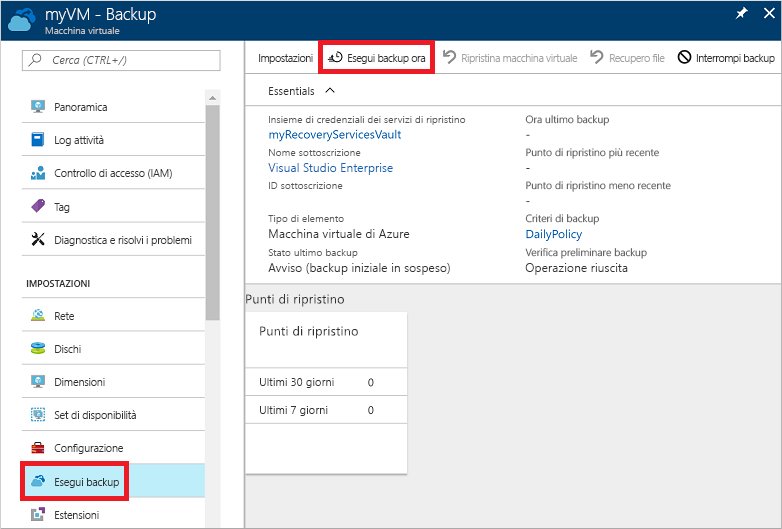 myVM - Backup
Macchina virtuale
Cerca (CTRL+/)
Panoramica
Log attività
Controllo di accesso (IAM)
Tag
Diagnostica e risolvi i problemi
IMPOSTAZIONI
Rete
Dischi
Dimensioni
Set di disponibilità
Configurazione
Esegui backup
Estensioni
Impostazioni Esegui backup ora Ripristina macchina virtuale Recupero file Interrompi backup
Essentials
Insieme di credenziali dei servizi di ripristino
myRecoveryServicesVault
Nome sottoscrizione
Visual Studio Enterprise
ID sottoscrizione
Tipo di elemento
Macchina virtuale di Azure
Stato ultimo backup
Avviso (backup iniziale in sospeso)
Ora ultimo backup
-
Punto di ripristino più recente
-
Punto di ripristino meno recente
-
Criteri di backup
DailyPolicy
Verifica preliminare backup
Operazione riuscita
Punti di ripristino
Punti di ripristino
Ultimi 30 giorni 0
Ultimi 7 giorni 0